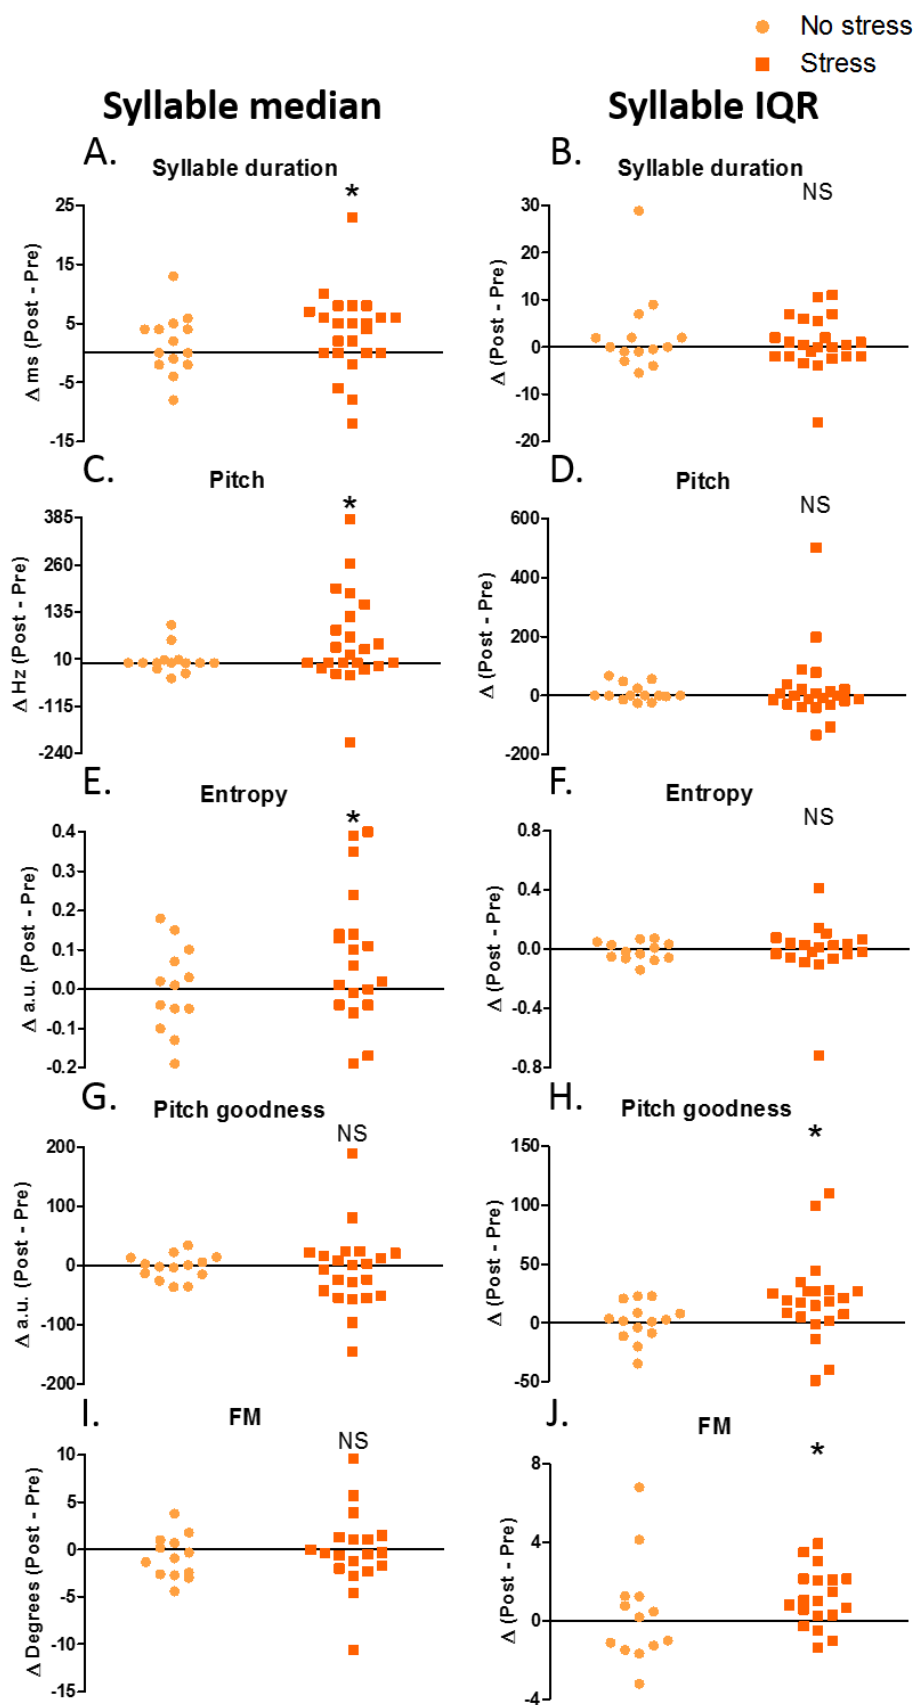 No stress
Stress
Syllable median
Syllable IQR
A.
Syllable duration
*
Δ ms (Post - Pre)
25
15
5
-5
-15
B.
Syllable duration
NS
Δ (Post - Pre)
30
20
10
0
-10
-20
C.
Pitch
*
Δ Hz (Post - Pre)
385
260
135
10
-115
-240
D.
Pitch
NS
Δ (Post - Pre)
600
400
200
0
-200
E.
Entropy
*
Δ a.u. (Post - Pre)
0.4
0.3
0.2
0.1
0.0
-0.1
-0.2
F.
Entropy
NS
Δ (Post - Pre)
0.8
0.4
0.0
-0.4
-0.8
G.
Pitch goodness
NS
Δ a.u. (Post - Pre)
200
100
0
-100
-200
H.
Pitch goodness
*
Δ (Post - Pre)
150
100
50
0
-50
I.
FM
NS
Δ Degrees (Post - Pre)
10
5
0
-5
-10
-15
J.
FM
*
Δ (Post - Pre)
8
4
0
-4